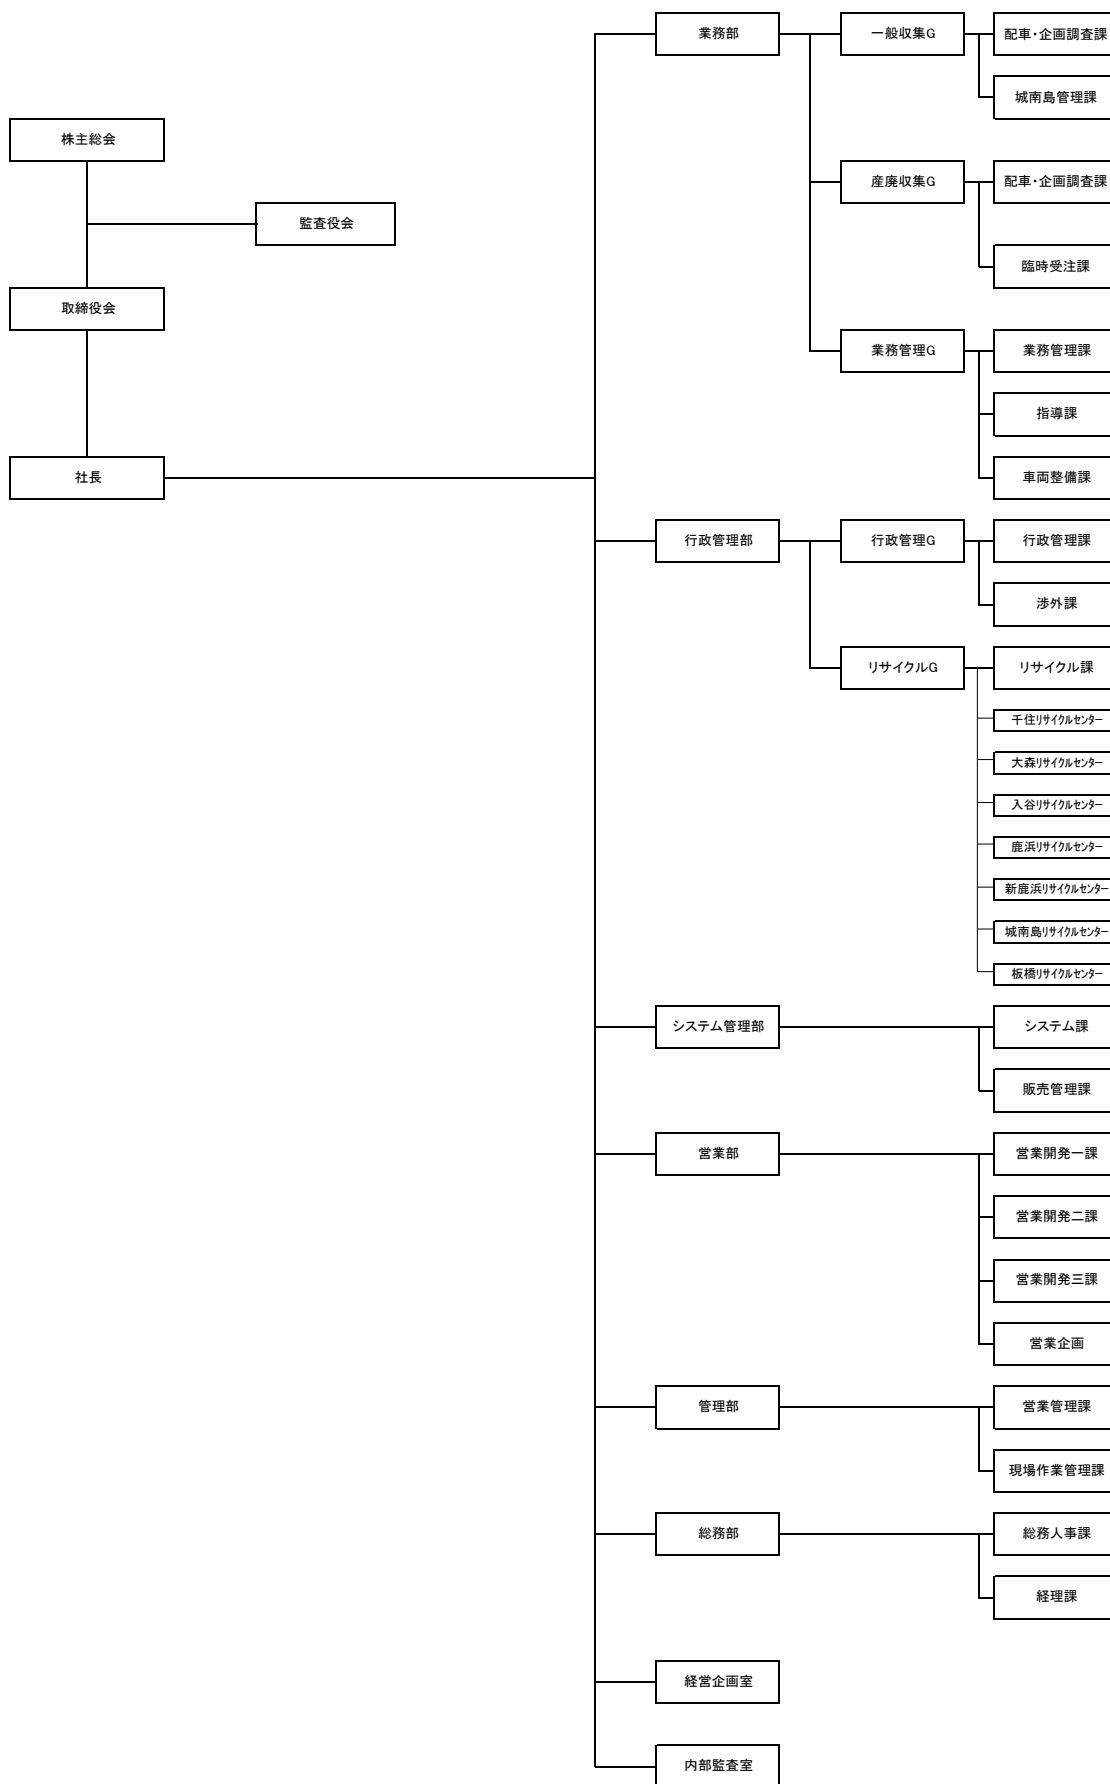 株主総会
監査役会
取締役会
社長
業務部
一般収集G
配車・企画調査課
城南島管理課
産廃収集G
配車・企画調査課
臨時受注課
業務管理G
業務管理課
指導課
車両整備課
行政管理部
行政管理G
行政管理課
渉外課
リサイクルG
リサイクル課
千住リサイクルセンター
大森リサイクルセンター
入谷リサイクルセンター
鹿浜リサイクルセンター
新鹿浜リサイクルセンター
城南島リサイクルセンター
板橋リサイクルセンター
システム管理部
システム課
販売管理課
営業部
営業開発一課
営業開発二課
営業開発三課
営業企画
管理部
営業管理課
現場作業管理課
総務部
総務人事課
経理課
経営企画室
内部監査室